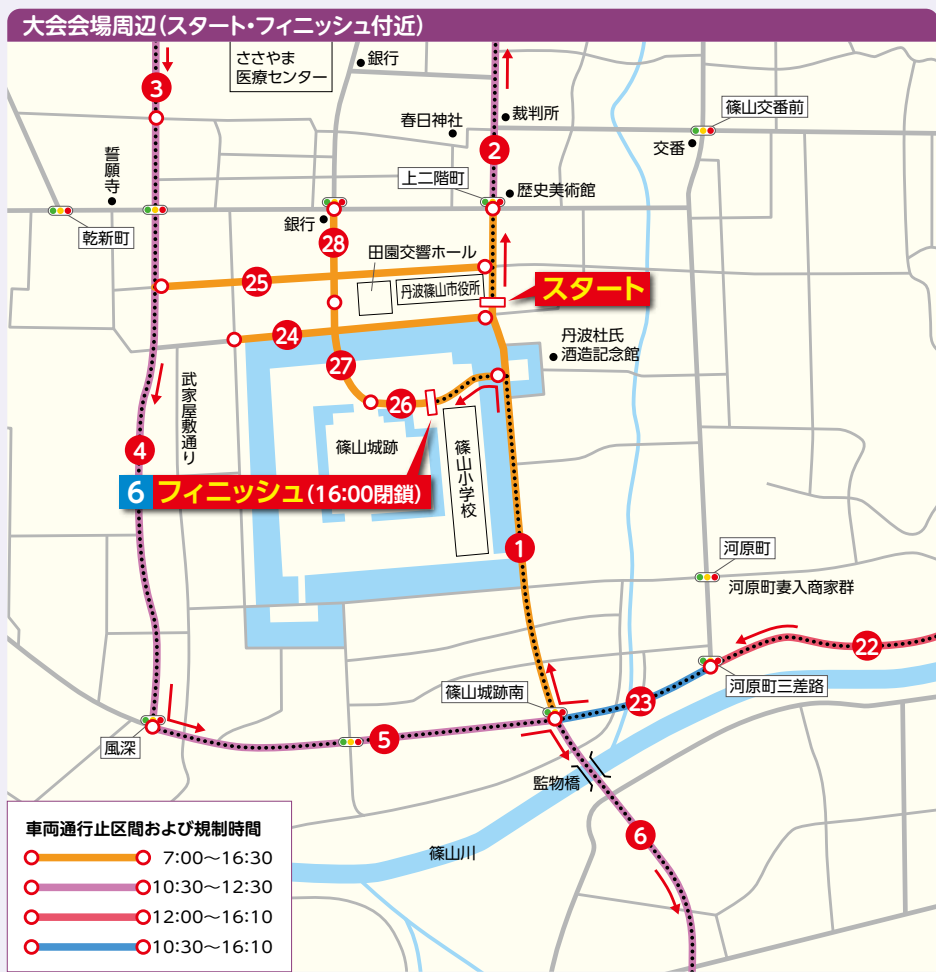 大会会場周辺(スタート・フィニッシュ付近)
ささやま
医療センター
銀行
3
春日神社
裁判所
篠山交番前
交番
2
誓願寺
上二階町
歴史美術館
乾新町
銀行
28
田園交響ホール
25
丹波篠山市役所
スタート
24
丹波杜氏
酒造記念館
27
武家屋敷通り
26
4
篠山城跡
篠山小学校
6 フィニッシュ(16:00閉鎖)
1
河原町
河原町妻入商家群
22
篠山城跡南
23
河原町三差路
風深
5
監物橋
6
篠山川
車両通行止区間および規制時間
7:00～16:30
10:30～12:30
12:00～16:10
10:30～16:10